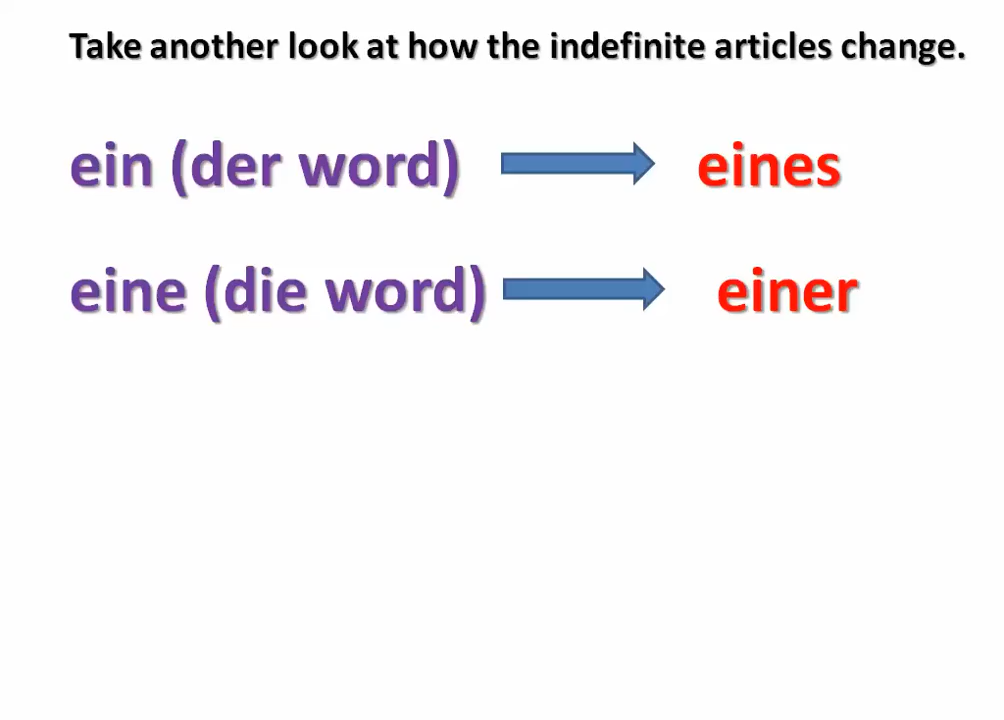 Take another look at how the indefinite articles change.
ein (der word) eines
eine (die word) einer